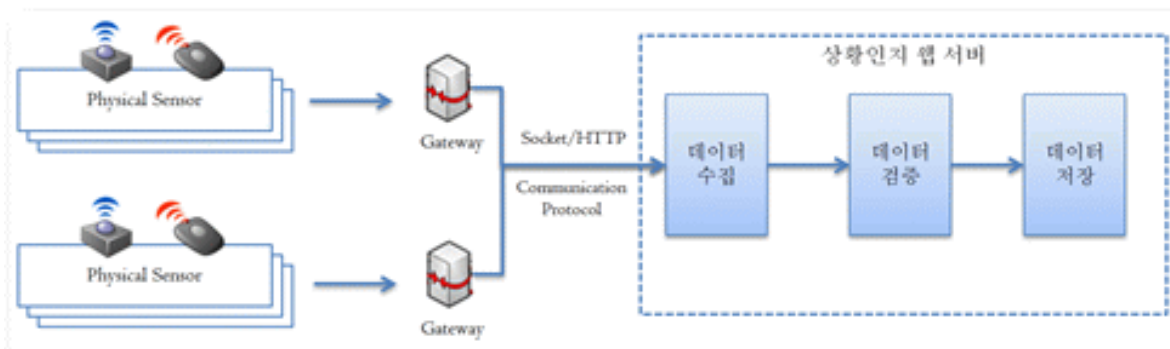 상황인지 웹 서버
Physical Sensor
Gateway
Socket/HTTP
Communication
Protocol
데이터
수집
데이터
검증
데이터
저장
Physical Sensor
Gateway